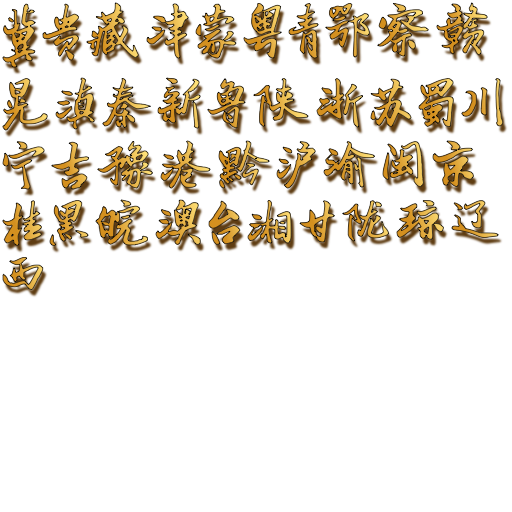 冀贵藏津蒙粤青鄂察赣
晃滇秦新鲁陕浙苏蜀川
宁吉豫港黔沪渝闽京
桂黑皖澳台湘甘陇琼辽
西